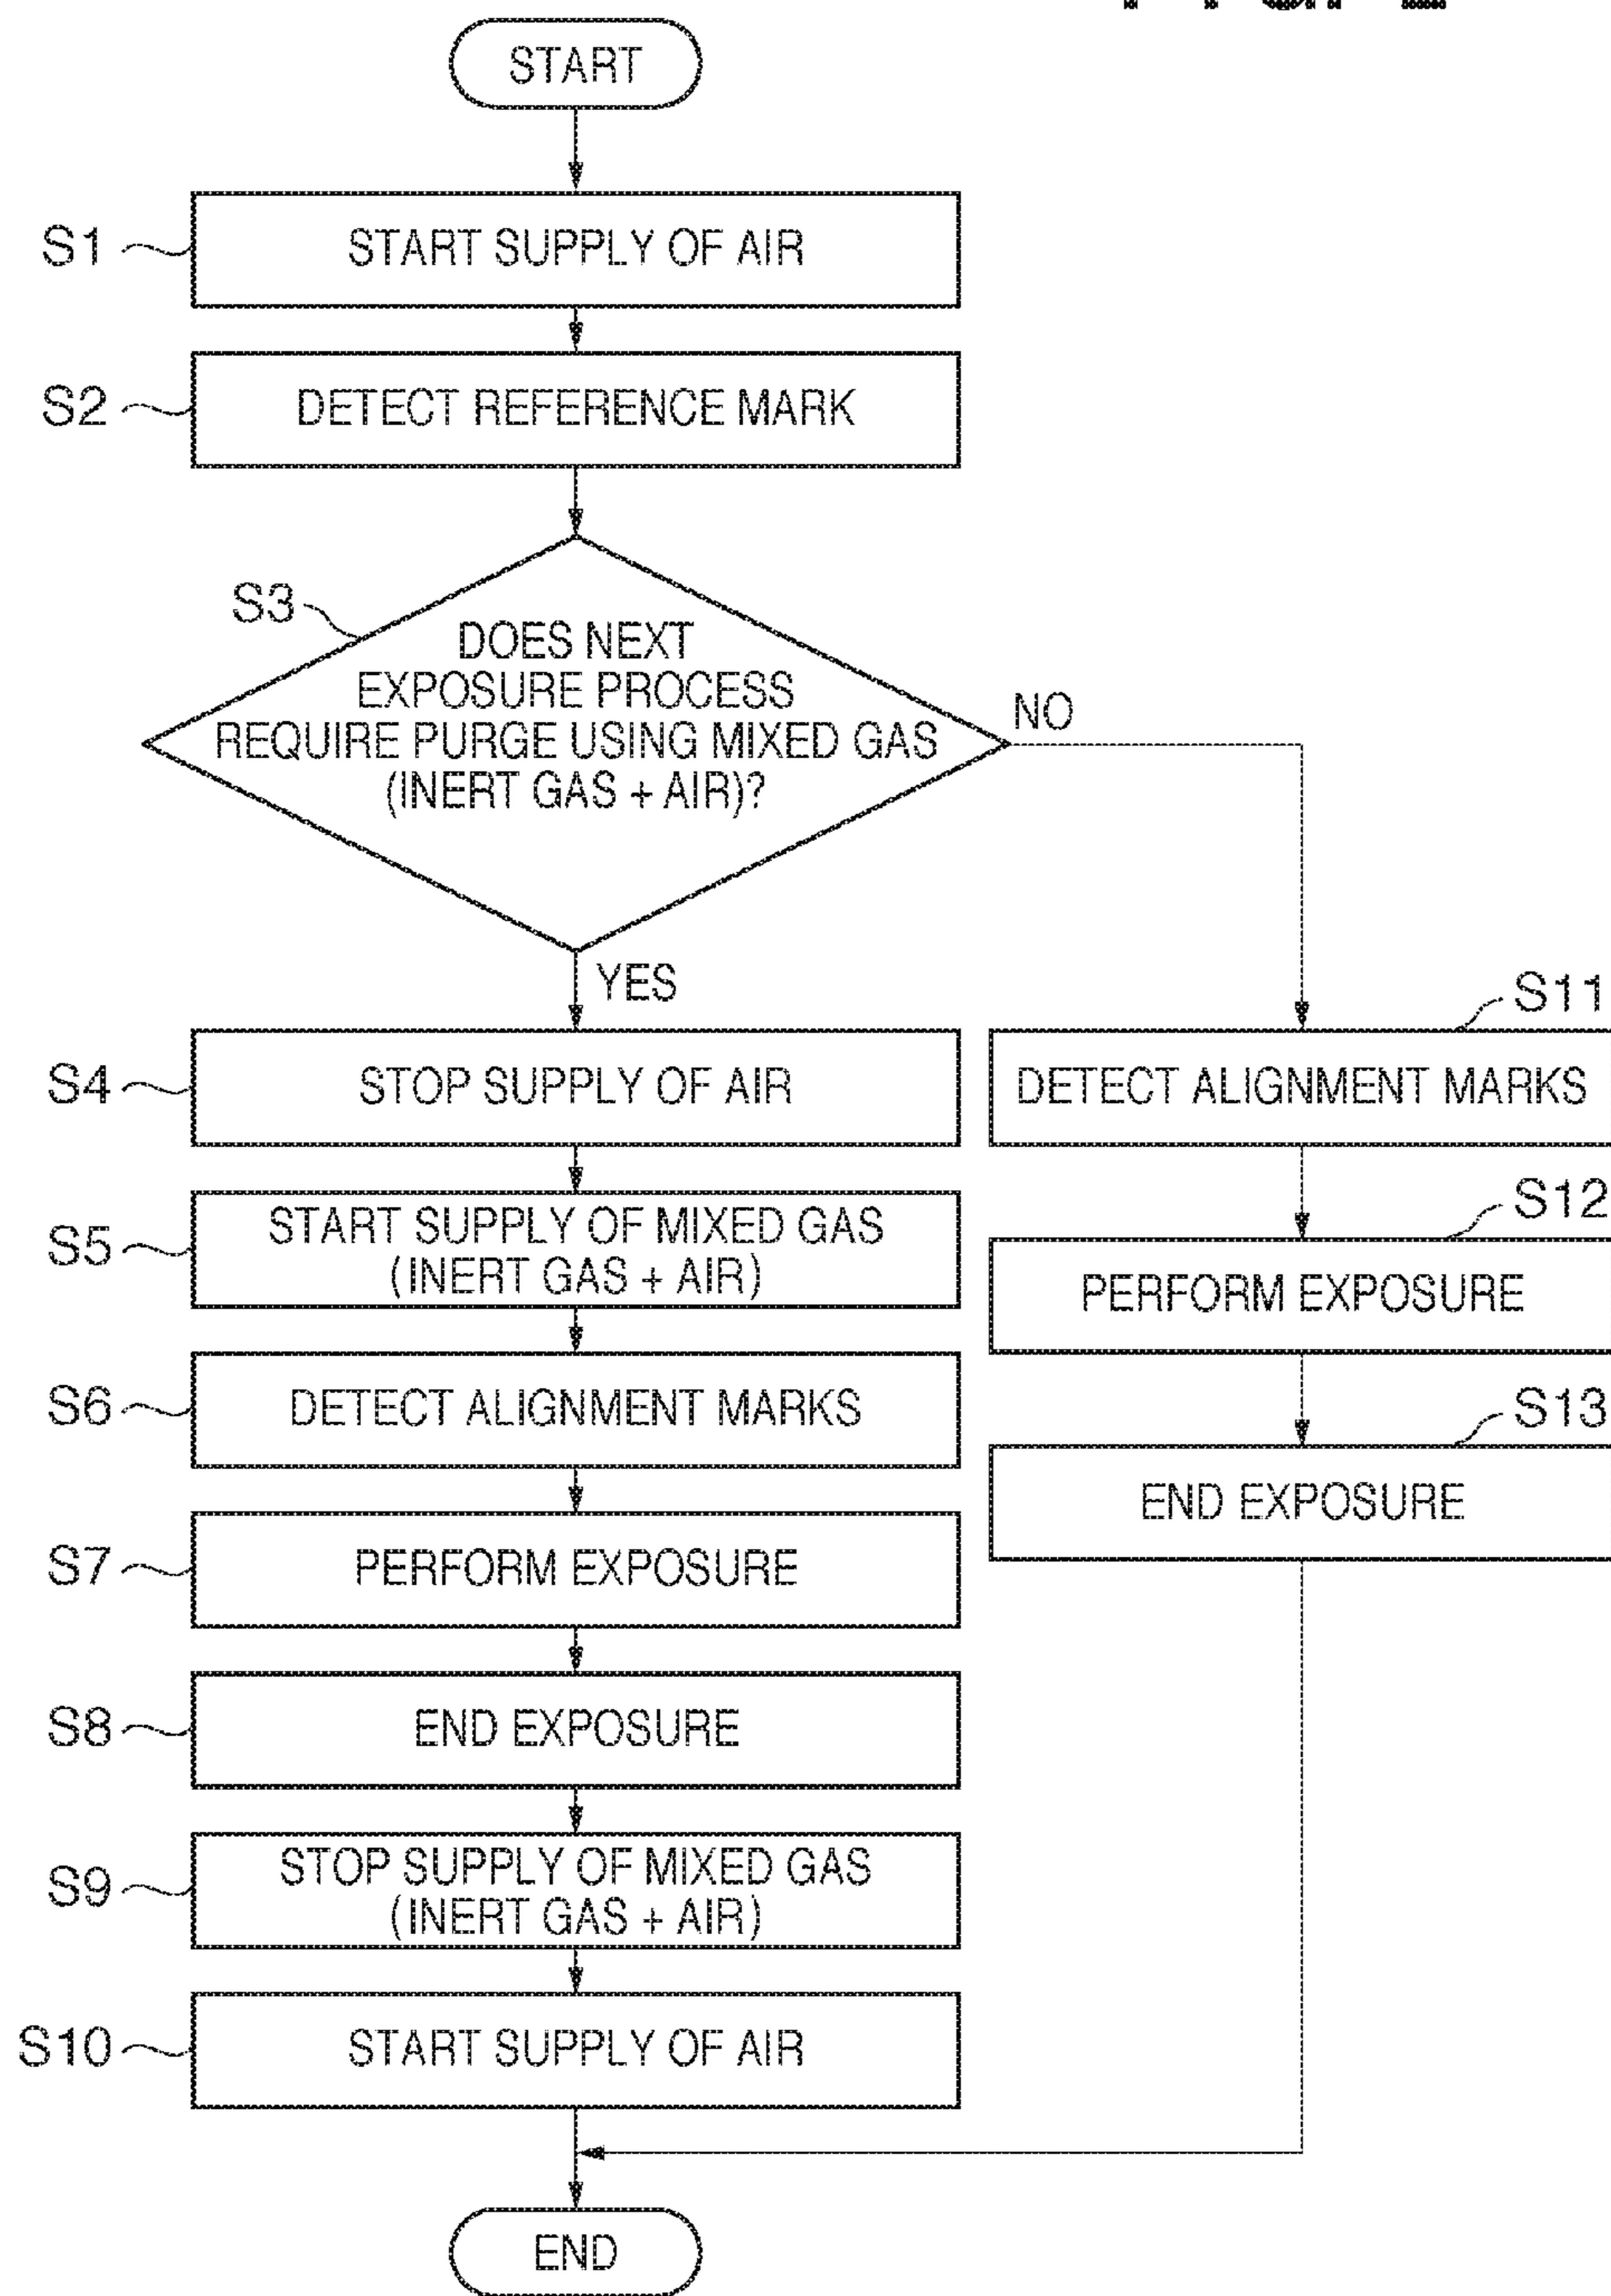 START
S1
START SUPPLY OF AIR
S2
DETECT REFERENCE MARK
S3
DOES NEXT
EXPOSURE PROCESS
REQUIRE PURGE USING MIXED GAS
(INERT GAS + AIR)?
NO
YES
S4
STOP SUPPLY OF AIR
S5
START SUPPLY OF MIXED GAS
(INERT GAS + AIR)
S6
DETECT ALIGNMENT MARKS
S7
PERFORM EXPOSURE
S8
END EXPOSURE
S9
STOP SUPPLY OF MIXED GAS
(INERT GAS + AIR)
S10
START SUPPLY OF AIR
S11
DETECT ALIGNMENT MARKS
S12
PERFORM EXPOSURE
S13
END EXPOSURE
END